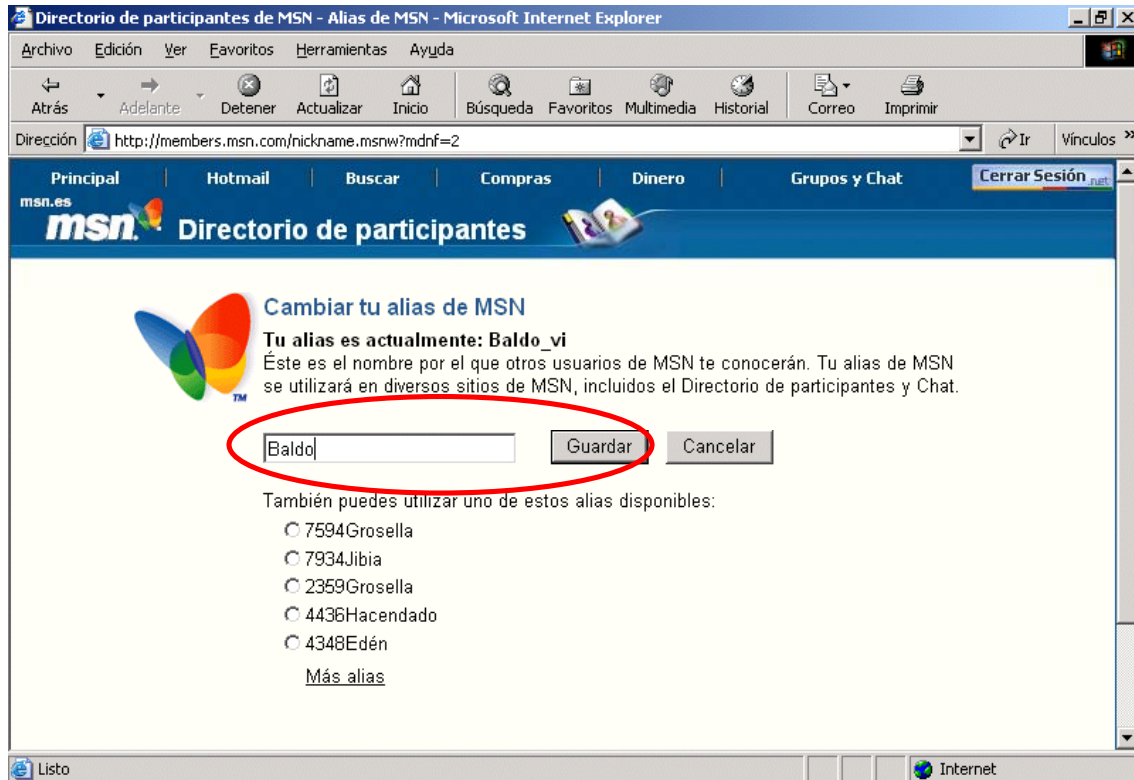 Directorio de participantes de MSN - Alias de MSN - Microsoft Internet Explorer
Archivo Edición Ver Favoritos Herramientas Ayuda
Atrás Adelante Detener Actualizar Inicio Búsqueda Favoritos Multimedia Historial Correo Imprimir
Dirección http://members.msn.com/nickname.msnw?mdnf=2 Ir Vínculos »
Principal | Hotmail | Buscar | Compras | Dinero | Grupos y Chat Cerrar Sesión .net
msn.es
msn. Directorio de participantes
Cambiar tu alias de MSN
Tu alias es actualmente: Baldo_vi
Éste es el nombre por el que otros usuarios de MSN te conocerán. Tu alias de MSN
se utilizará en diversos sitios de MSN, incluidos el Directorio de participantes y Chat.
TM
Baldo Guardar Cancelar
También puedes utilizar uno de estos alias disponibles:
7594Grosella
7934Jibia
2359Grosella
4436Hacendado
4348Edén
Más alias
Listo Internet